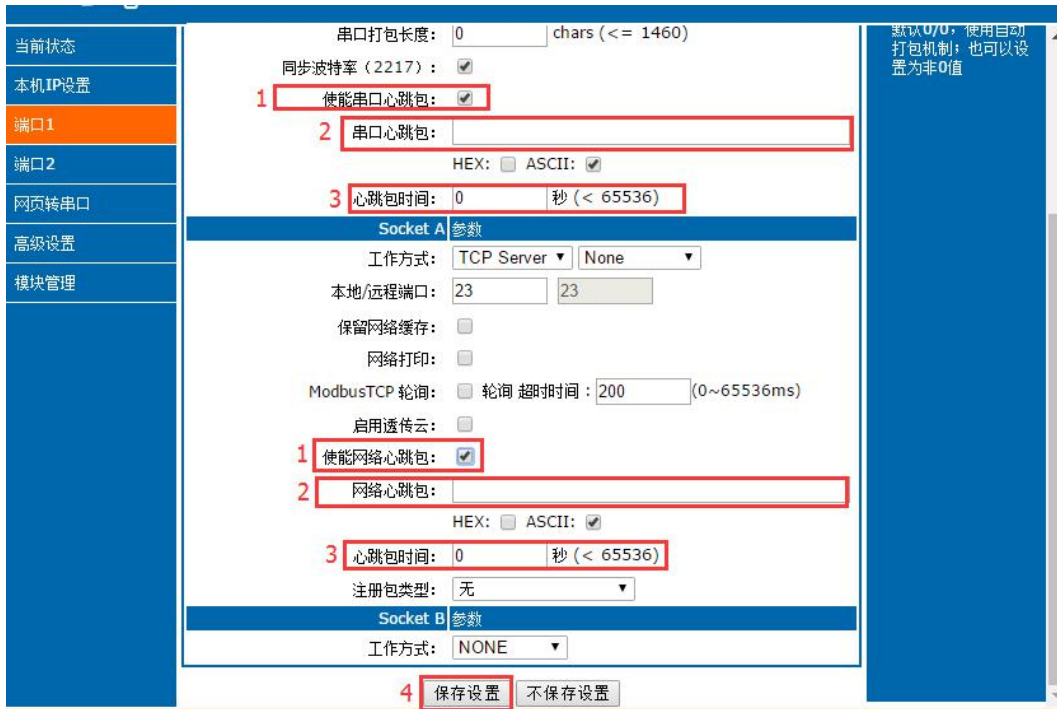 当前状态
本机IP设置
端口1
端口2
网页转串口
高级设置
模块管理
串口打包长度: 0 chars (<= 1460)
同步波特率（2217）:
1 使能串口心跳包:
2 串口心跳包:
HEX: ASCII:
3 心跳包时间: 0 秒 (< 65536)
Socket A 参数
工作方式: TCP Server None
本地/远程端口: 23 23
保留网络缓存:
网络打印:
ModbusTCP 轮询: 轮询 超时时间 : 200 (0~65536ms)
启用透传云:
1 使能网络心跳包:
2 网络心跳包:
HEX: ASCII:
3 心跳包时间: 0 秒 (< 65536)
注册包类型: 无
Socket B 参数
工作方式: NONE
4 保存设置 不保存设置
默认0/0，使用自动
打包机制；也可以设
置为非0值